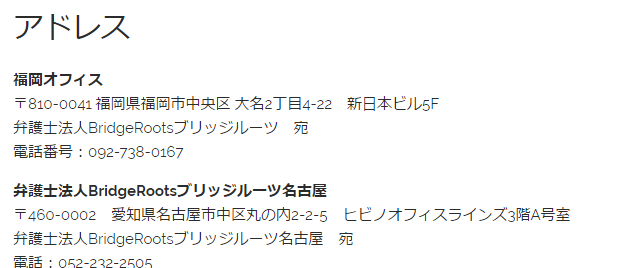 アドレス
福岡オフィス
〒810-0041 福岡県福岡市中央区 大名2丁目4-22　新日本ビル5F
弁護士法人BridgeRootsブリッジルーツ　宛
電話番号：092-738-0167
弁護士法人BridgeRootsブリッジルーツ名古屋
〒460-0002　愛知県名古屋市中区丸の内2-2-5　ヒビノオフィスラインズ3階A号室
弁護士法人BridgeRootsブリッジルーツ名古屋　宛
電話：052-232-2505